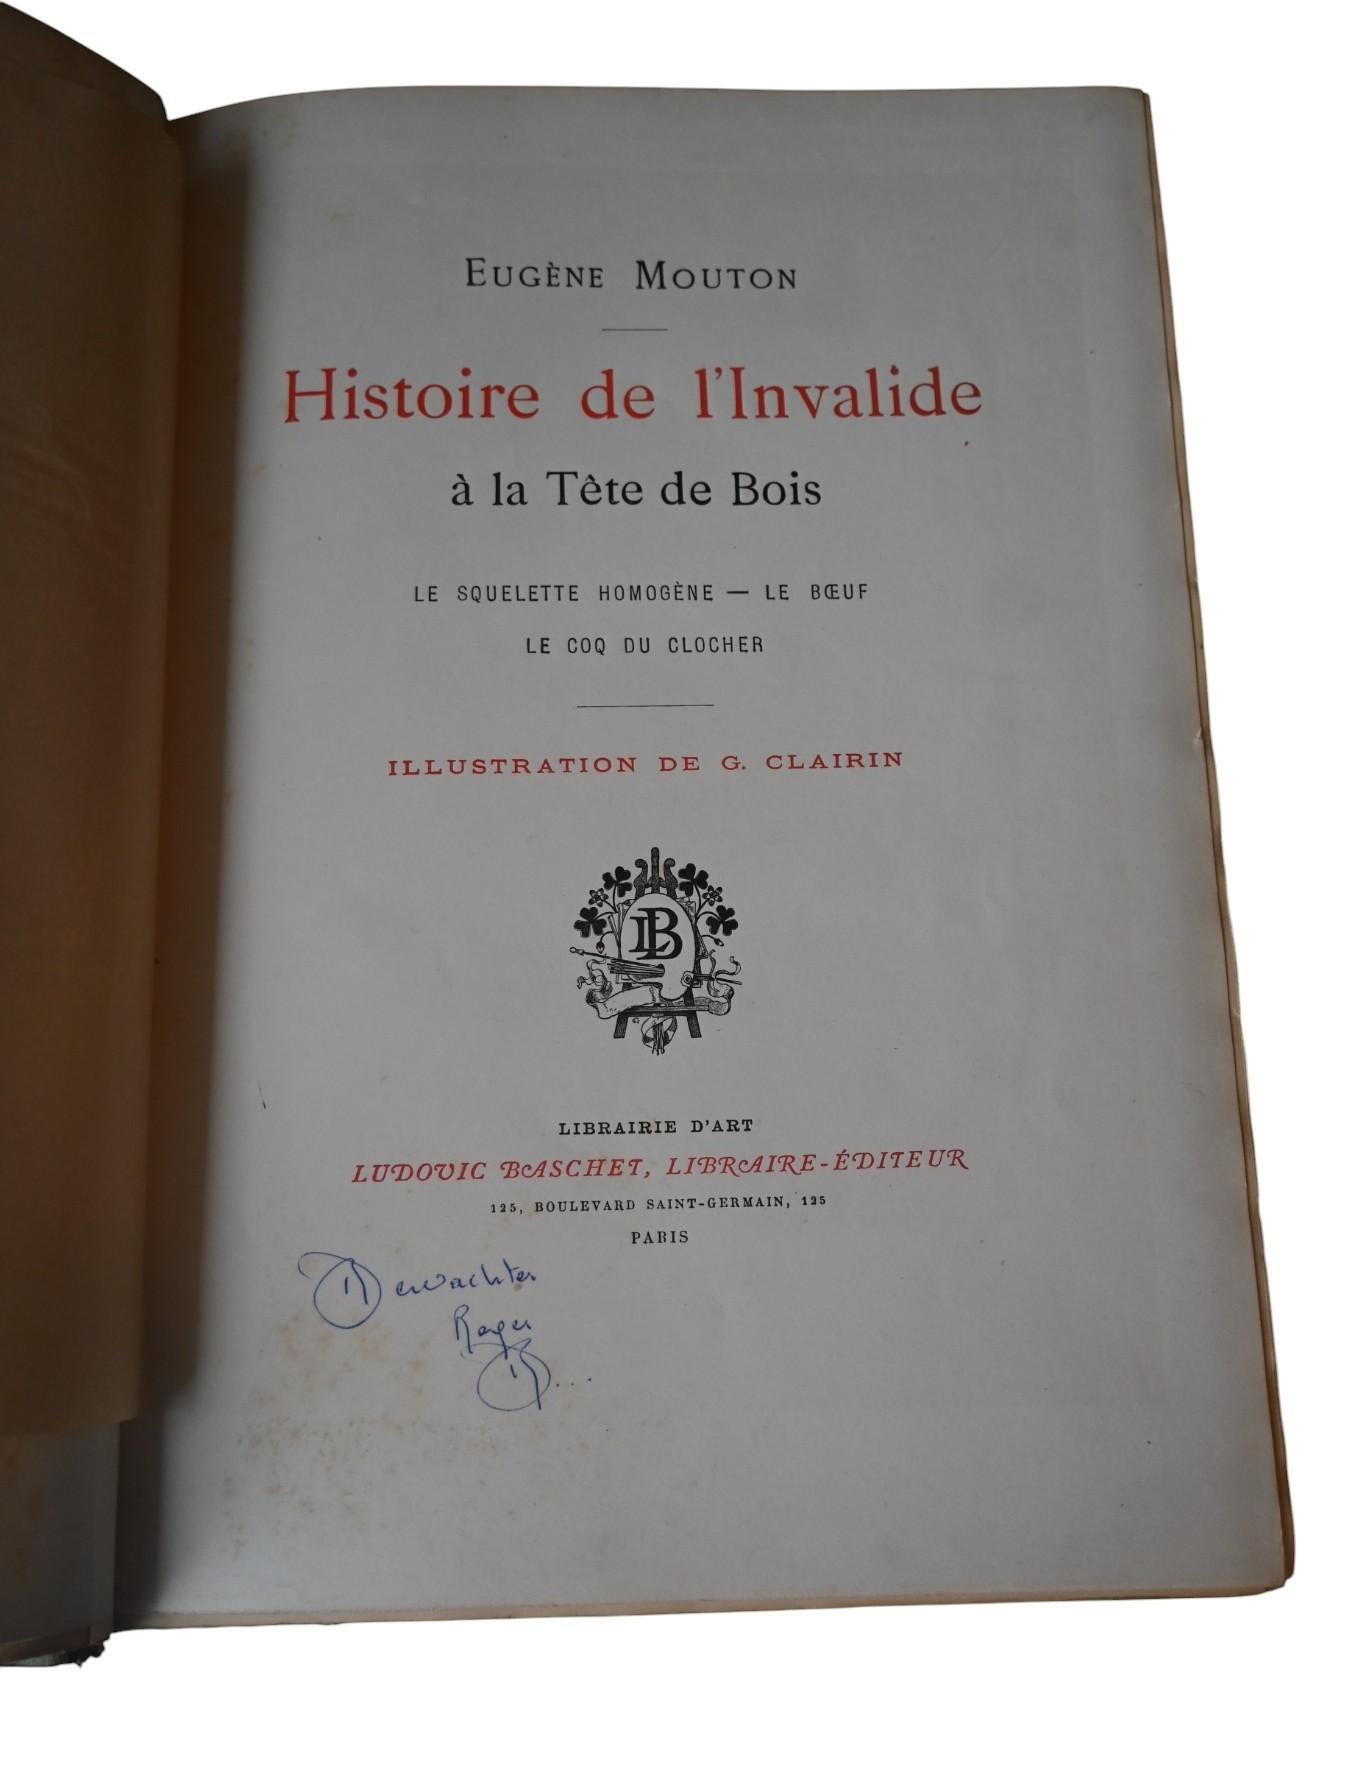 EUGÈNE MOUTON
Histoire de l'Invalide
à la Tête de Bois
LE SQUELETTE HOMOGÈNE — LE BŒUF
LE COQ DU CLOCHER
ILLUSTRATION DE G. CLAIRIN
LB
LIBRAIRIE D'ART
LUDOVIC BASCHET, LIBRAIRE-ÉDITEUR
125, BOULEVARD SAINT-GERMAIN, 125
PARIS
Roger